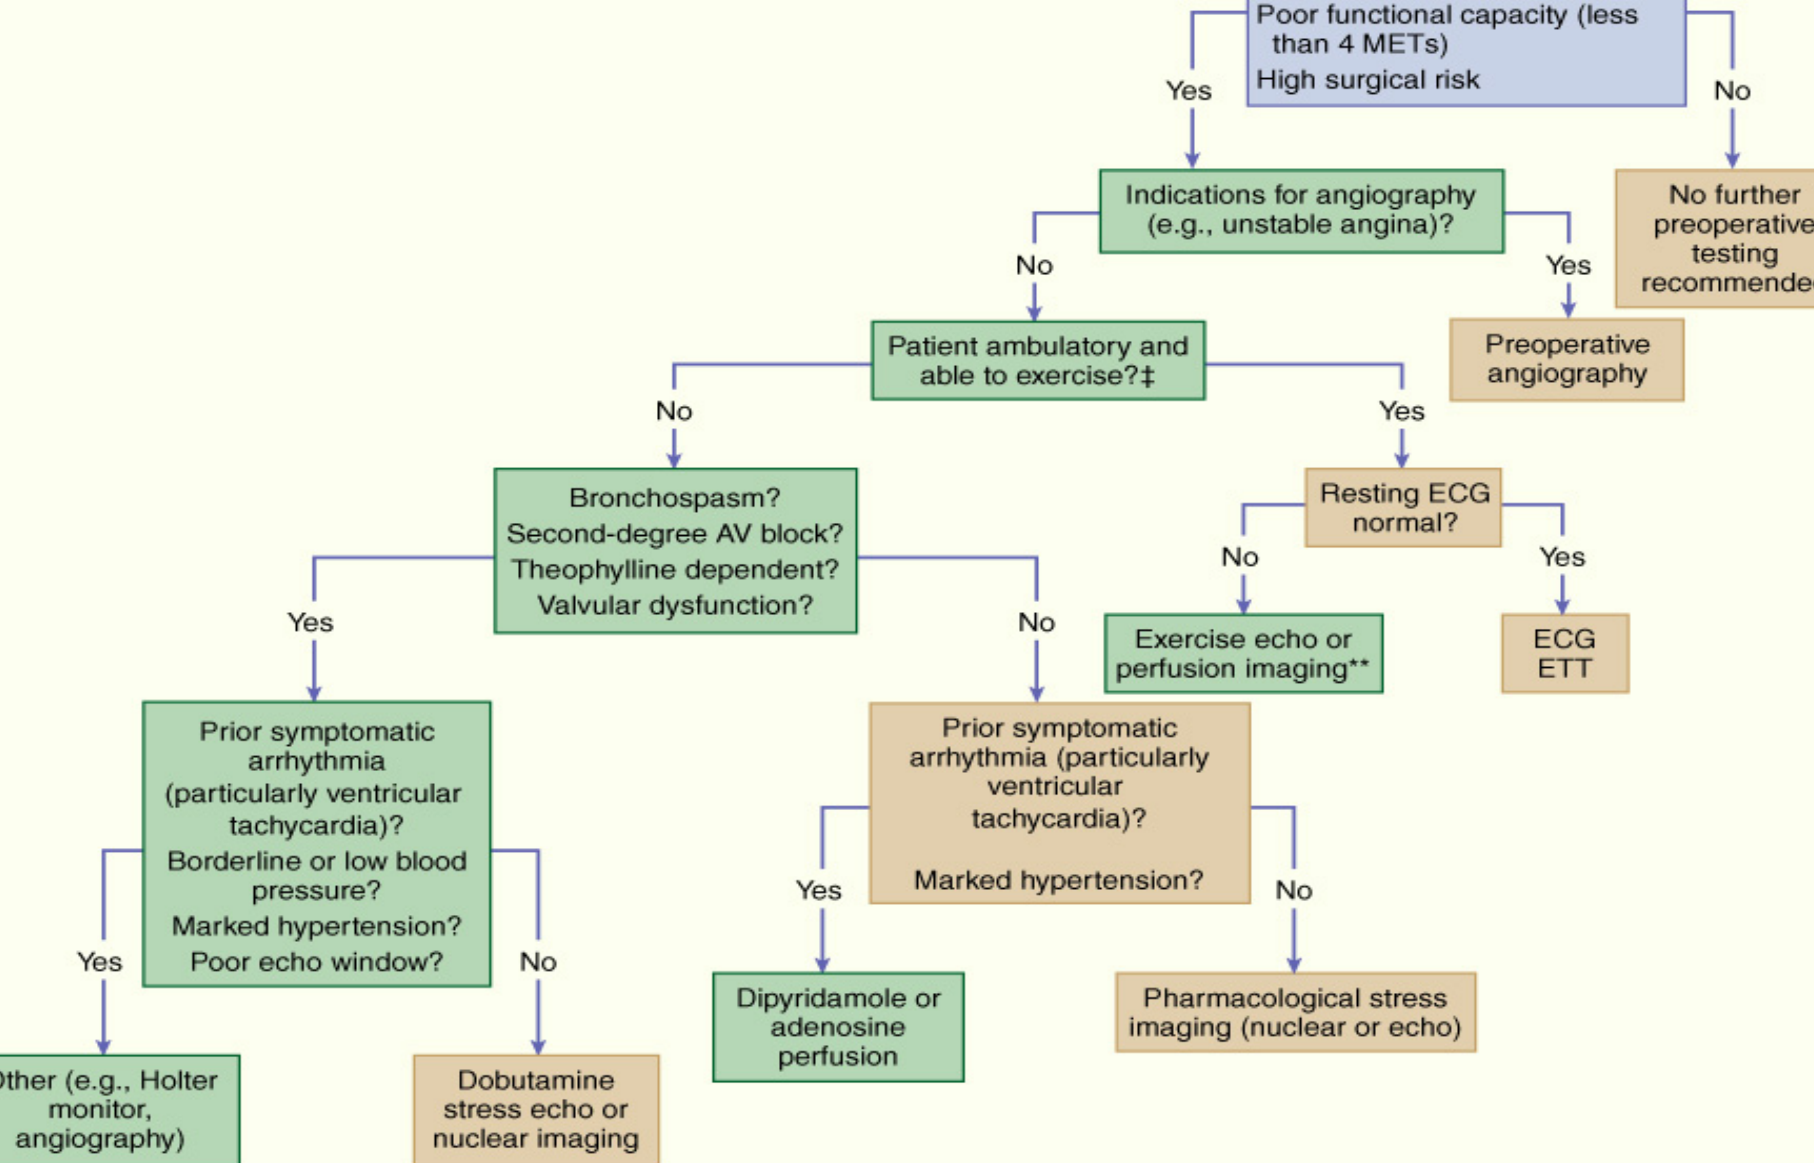 Poor functional capacity (less
than 4 METs)
High surgical risk
Yes
No
Indications for angiography
(e.g., unstable angina)?
No further
preoperative
testing
No
Yes
Patient ambulatory and
able to exercise?‡
Preoperative
angiography
No
Yes
Bronchospasm?
Second-degree AV block?
Theophylline dependent?
Valvular dysfunction?
Resting ECG
normal?
No
Yes
Yes
No
Exercise echo or
perfusion imaging**
ECG
ETT
Prior symptomatic
arrhythmia
(particularly ventricular
tachycardia)?
Borderline or low blood
pressure?
Marked hypertension?
Poor echo window?
Prior symptomatic
arrhythmia (particularly
ventricular
tachycardia)?
Marked hypertension?
Yes
No
Yes
No
Dipyridamole or
adenosine
perfusion
Pharmacological stress
imaging (nuclear or echo)
(e.g., Holter
monitor,
angiography)
Dobutamine
stress echo or
nuclear imaging